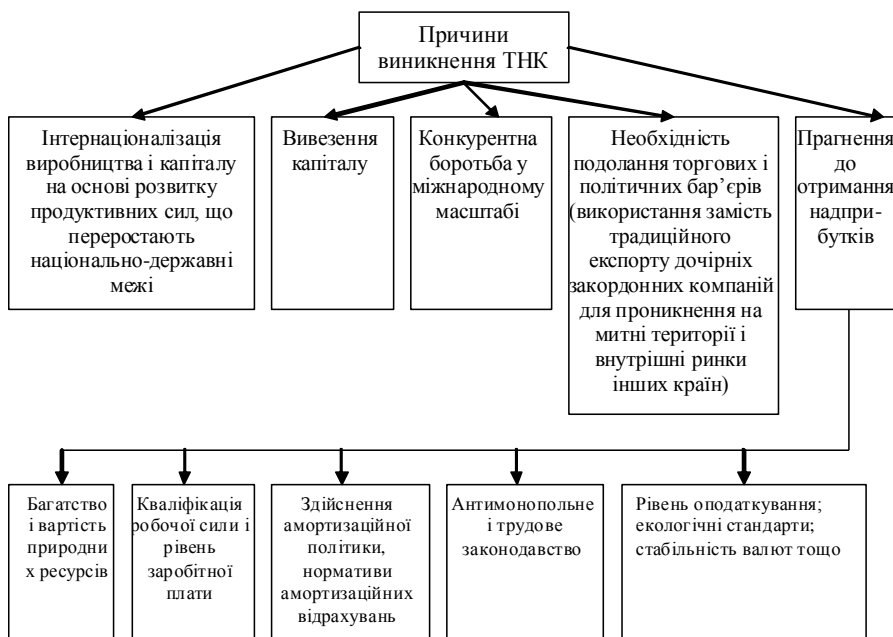 Причини
виникнення ТНК
Інтернаціоналізація
виробництва і капіталу
на основі розвитку
продуктивних сил, що
переростають
національно-державні
межі
Вивезення
капіталу
Конкурентна
боротьба у
міжнародному
масштабі
Необхідність
подолання торгових і
політичних бар’єрів
(використання замість
традиційного
експорту дочірніх
закордонних компаній
для проникнення на
митні території і
внутрішні ринки
інших країн)
Прагнення
до
отримання
надпри-
бутків
Багатство
і вартість
природни
х ресурсів
Кваліфікація
робочої сили і
рівень
заробітної
плати
Здійснення
амортизаційної
політики,
нормативи
амортизаційних
відрахувань
Антимонопольне
і трудове
законодавство
Рівень оподаткування;
екологічні стандарти;
стабільність валют тощо